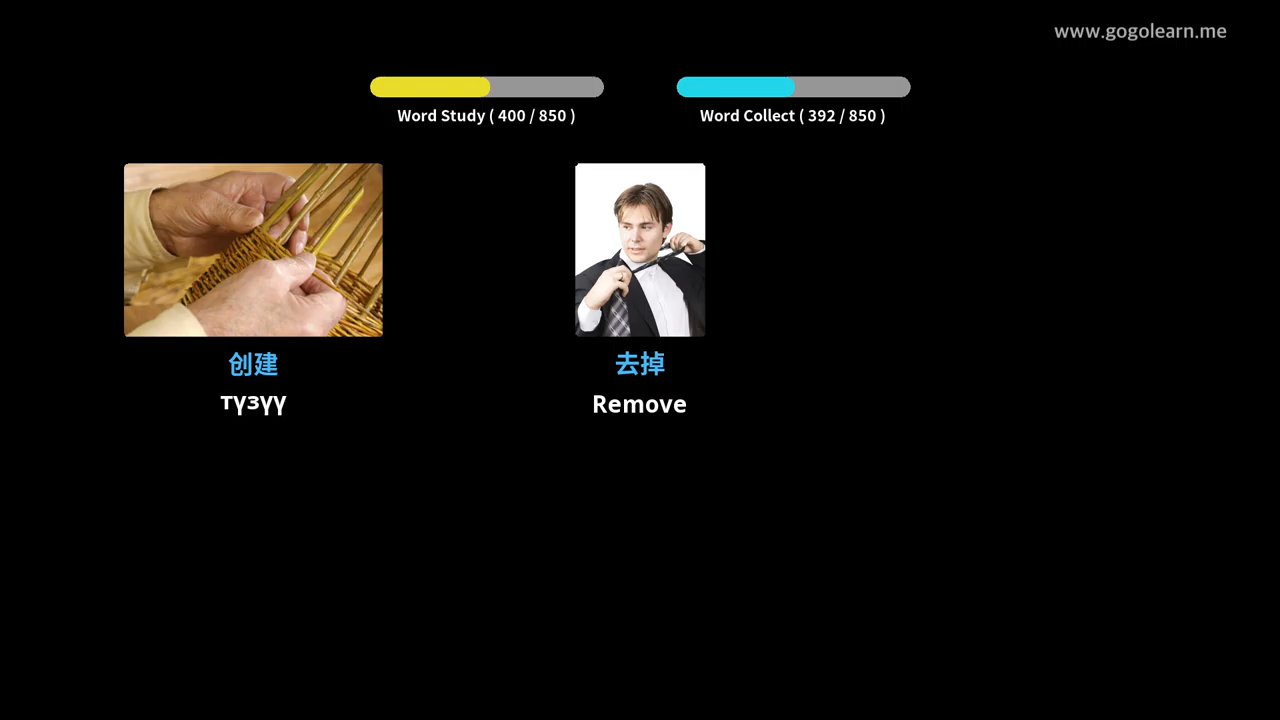 www.gogolearn.me
Word Study ( 400 / 850 )
Word Collect ( 392 / 850 )
创建
түзүү
去掉
Remove